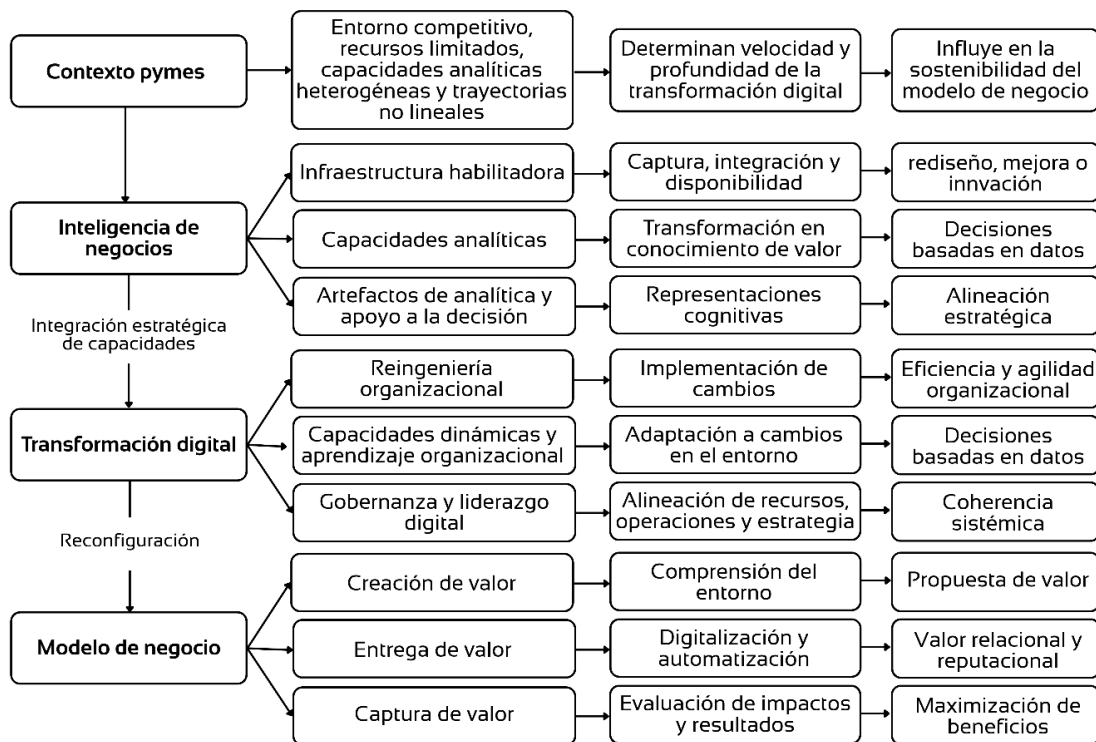 Contexto pymes
Entorno competitivo,
recursos limitados,
capacidades analíticas
heterogéneas y trayectorias
no lineales
Determinan velocidad y
profundidad de la
transformación digital
Influye en la
sostenibilidad del
modelo de negocio
Inteligencia de
negocios
Infraestructura habilitadora
Captura, integración y
disponibilidad
rediseño, mejora o
innvación
Capacidades analíticas
Transformación en
conocimiento de valor
Decisiones
basadas en datos
Artefactos de analítica y
apoyo a la decisión
Representaciones
cognitivas
Alineación
estratégica
Integración estratégica
de capacidades
Transformación digital
Reingeniería
organizacional
Implementación de
cambios
Eficiencia y agilidad
organizacional
Capacidades dinámicas y
aprendizaje organizacional
Adaptación a cambios
en el entorno
Decisiones
basadas en datos
Gobernanza y liderazgo
digital
Alineación de recursos,
operaciones y estrategia
Coherencia
sistémica
Reconfiguración
Modelo de negocio
Creación de valor
Comprensión del
entorno
Propuesta de valor
Entrega de valor
Digitalización y
automatización
Valor relacional y
reputacional
Captura de valor
Evaluación de impactos
y resultados
Maximización de
beneficios